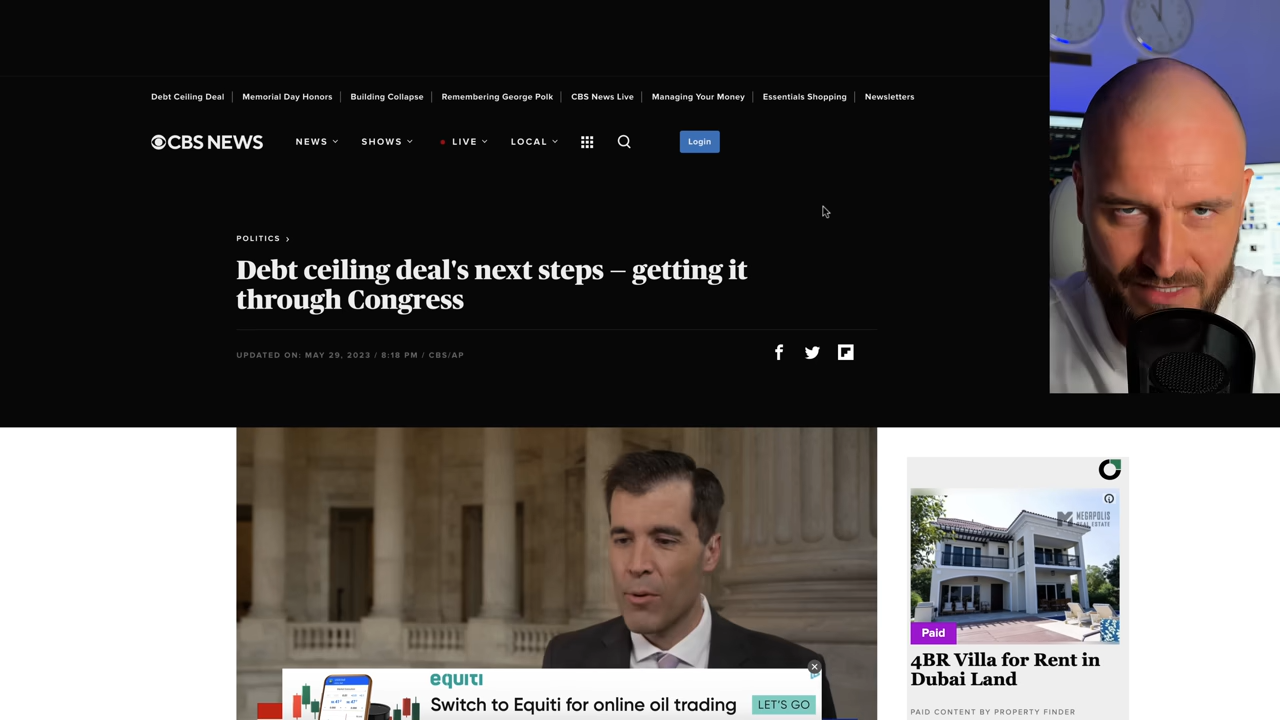 Debt Ceiling Deal
Memorial Day Honors
Building Collapse
Remembering George Polk
CBS News Live
Managing Your Money
Essentials Shopping
Newsletters
CBS NEWS
NEWS
SHOWS
LIVE
LOCAL
Login
POLITICS
Debt ceiling deal's next steps — getting it
through Congress
UPDATED ON: MAY 29, 2023 / 8:18 PM / CBS/AP
MEGAPOLIS
REAL ESTATE
Paid
4BR Villa for Rent in
Dubai Land
PAID CONTENT BY PROPERTY FINDER
equiti
Switch to Equiti for online oil trading
LET'S GO